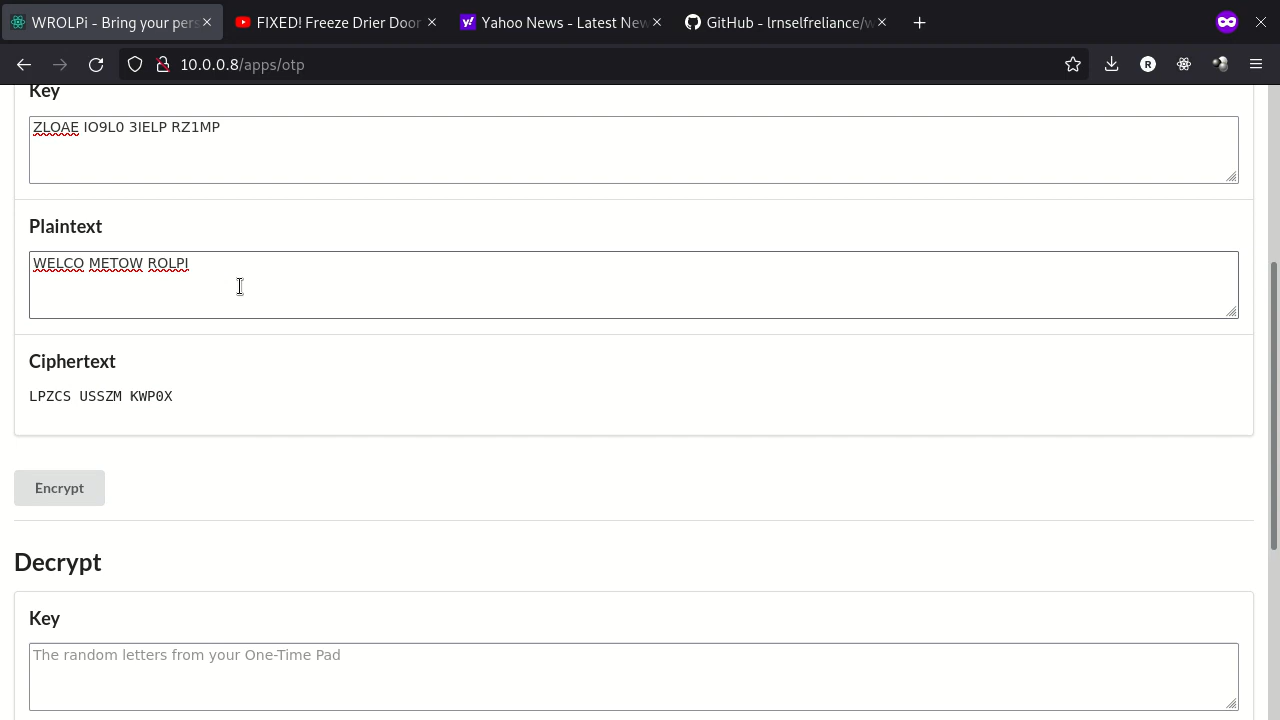 WROLPi - Bring your pers
FIXED! Freeze Drier Door
Yahoo News - Latest New
GitHub - lrnselfreliance/w
10.0.0.8/apps/otp
R
Key
ZLOAE IO9L0 3IELP RZ1MP
Plaintext
WELCO METOW ROLPI
Ciphertext
LPZCS USSZM KWP0X
Encrypt
Decrypt
Key
The random letters from your One-Time Pad